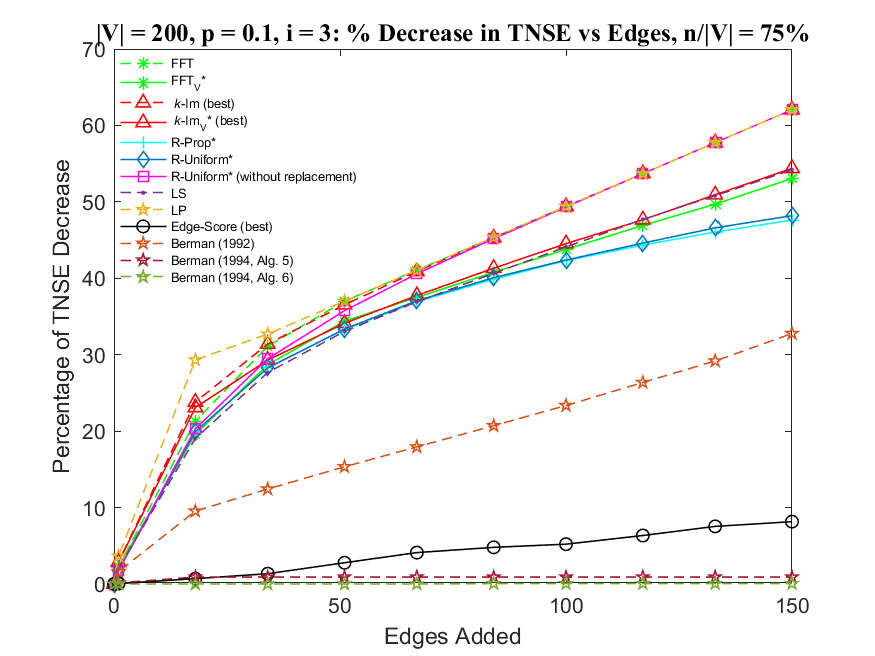 |V| = 200, p = 0.1, i = 3: % Decrease in TNSE vs Edges, n/|V| = 75%
70
60
50
40
30
20
10
0
Percentage of TNSE Decrease
FFT
FFT_V*
k-lm (best)
k-lm_V* (best)
R-Prop*
R-Uniform*
R-Uniform* (without replacement)
LS
LP
Edge-Score (best)
Berman (1992)
Berman (1994, Alg. 5)
Berman (1994, Alg. 6)
0 50 100 150
Edges Added